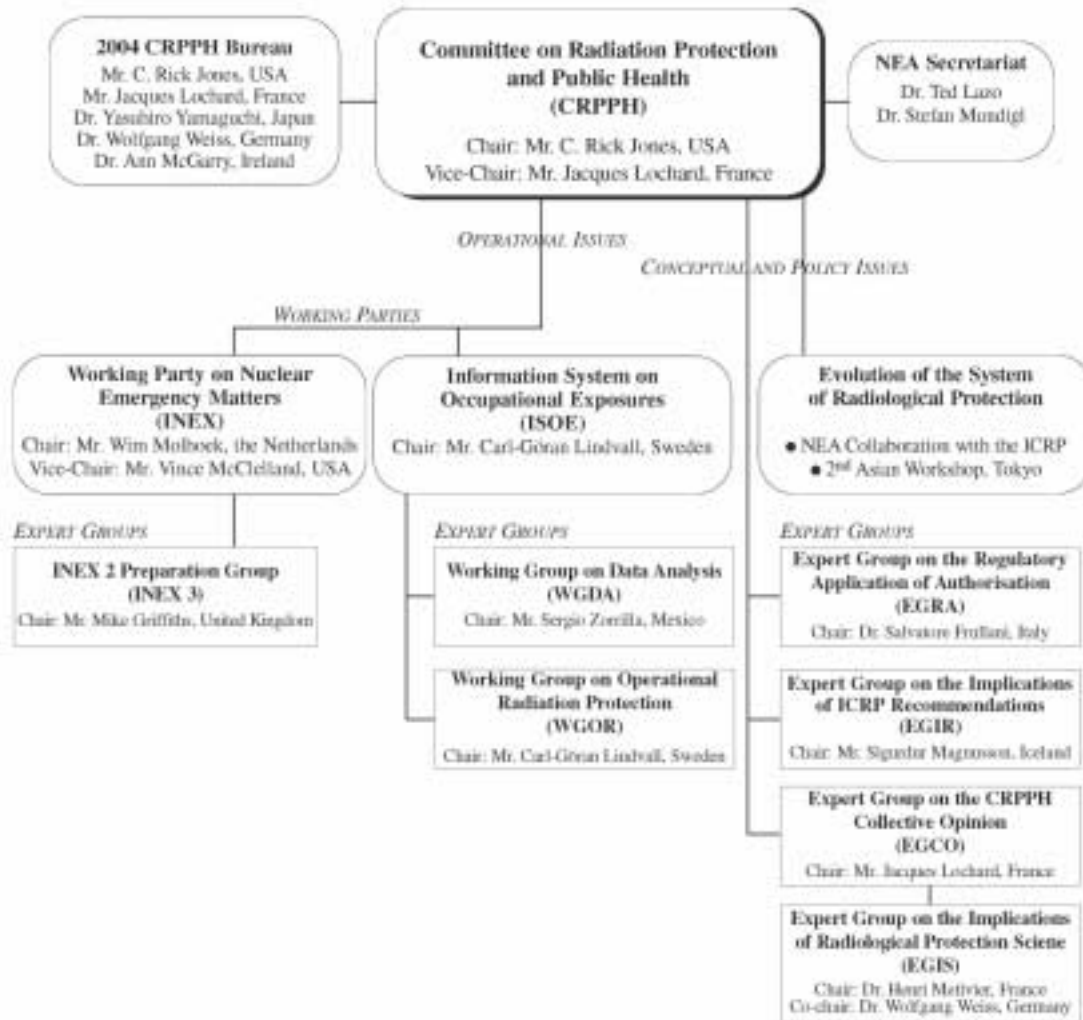 2004 CRPPH Bureau
Mr. C. Rick Jones, USA
Mr. Jacques Lochard, France
Dr. Yasuhiro Yamaguchi, Japan
Dr. Wolfgang Weiss, Germany
Dr. Ann McGarry, Ireland
Committee on Radiation Protection
and Public Health
(CRPPH)
Chair: Mr. C. Rick Jones, USA
Vice-Chair: Mr. Jacques Lochard, France
NEA Secretariat
Dr. Ted Lazo
Dr. Stefan Mundigl
OPERATIONAL ISSUES
CONCEPTUAL AND POLICY ISSUES
WORKING PARTIES
Working Party on Nuclear
Emergency Matters
(INEX)
Chair: Mr. Wim Molhoek, the Netherlands
Vice-Chair: Mr. Vince McClelland, USA
Information System on
Occupational Exposures
(ISOE)
Chair: Mr. Carl-Göran Lindvall, Sweden
Evolution of the System
of Radiological Protection
● NEA Collaboration with the ICRP
● 2nd Asian Workshop, Tokyo
EXPERT GROUPS
INEX 2 Preparation Group
(INEX 3)
Chair: Mr. Mike Griffiths, United Kingdom
EXPERT GROUPS
Working Group on Data Analysis
(WGDA)
Chair: Mr. Sergio Zorrilla, Mexico
Working Group on Operational
Radiation Protection
(WGOR)
Chair: Mr. Carl-Göran Lindvall, Sweden
EXPERT GROUPS
Expert Group on the Regulatory
Application of Authorisation
(EGRA)
Chair: Dr. Salvatore Frullani, Italy
Expert Group on the Implications
of ICRP Recommendations
(EGIR)
Chair: Mr. Sigurdur Magnusson, Iceland
Expert Group on the CRPPH
Collective Opinion
(EGCO)
Chair: Mr. Jacques Lochard, France
Expert Group on the Implications
of Radiological Protection Sciene
(EGIS)
Chair: Dr. Henri Metivier, France
Co-chair: Dr. Wolfgang Weiss, Germany